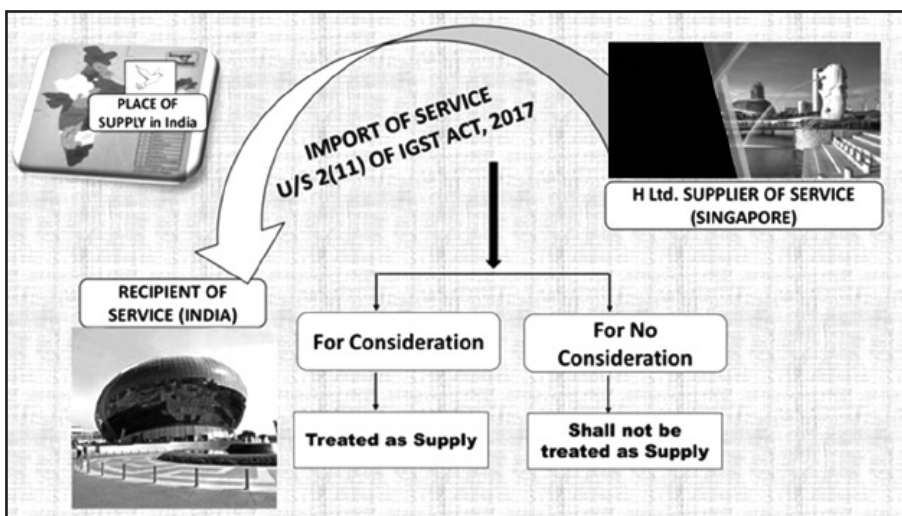 PLACE OF
SUPPLY in India
IMPORT OF SERVICE
U/S 2(11) OF IGST ACT, 2017
H Ltd. SUPPLIER OF SERVICE
(SINGAPORE)
RECIPIENT OF
SERVICE (INDIA)
For Consideration
For No
Consideration
Treated as Supply
Shall not be
treated as Supply